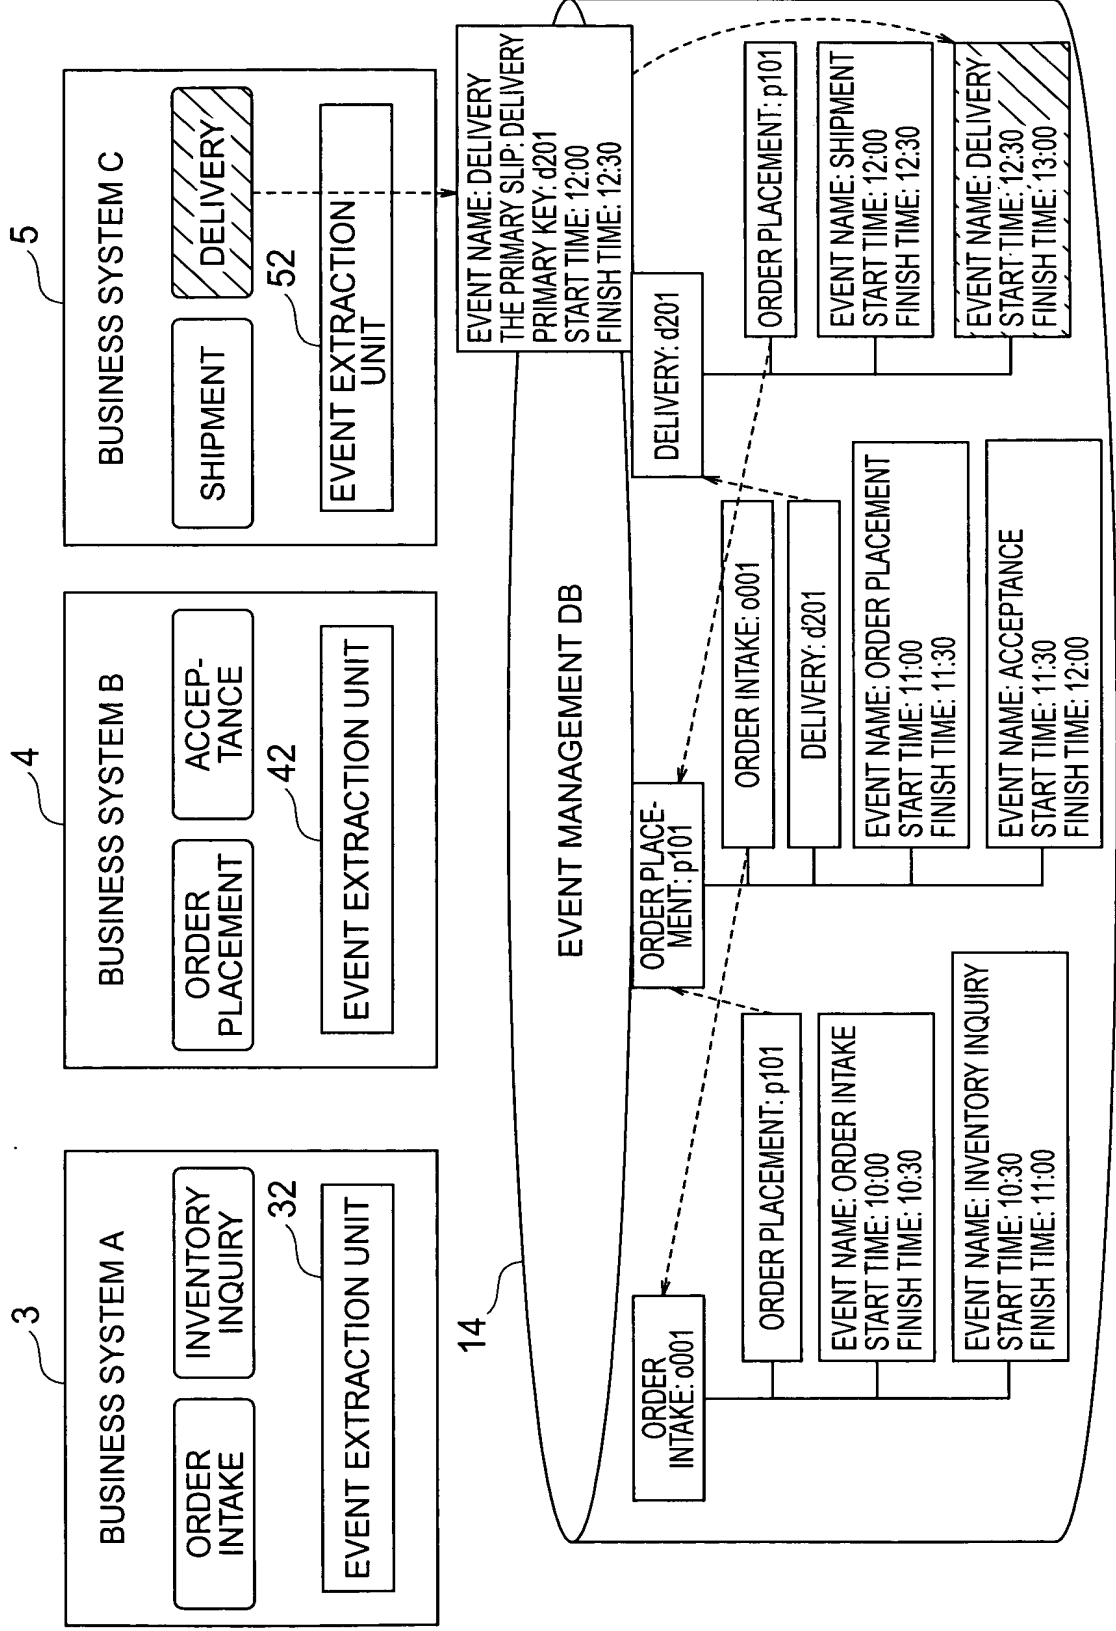 3
BUSINESS SYSTEM A
ORDER
INTAKE
INVENTORY
INQUIRY
32
EVENT EXTRACTION UNIT
4
BUSINESS SYSTEM B
ORDER
PLACEMENT
ACCEP-
TANCE
42
EVENT EXTRACTION UNIT
5
BUSINESS SYSTEM C
SHIPMENT
DELIVERY
52
EVENT EXTRACTION
UNIT
EVENT NAME: DELIVERY
THE PRIMARY SLIP: DELIVERY
PRIMARY KEY: d201
START TIME: 12:00
FINISH TIME: 12:30
14
EVENT MANAGEMENT DB
ORDER
INTAKE: o001
ORDER PLACEMENT: p101
EVENT NAME: ORDER INTAKE
START TIME: 10:00
FINISH TIME: 10:30
EVENT NAME: INVENTORY INQUIRY
START TIME: 10:30
FINISH TIME: 11:00
ORDER PLACE-
MENT: p101
ORDER INTAKE: o001
DELIVERY: d201
EVENT NAME: ORDER PLACEMENT
START TIME: 11:00
FINISH TIME: 11:30
EVENT NAME: ACCEPTANCE
START TIME: 11:30
FINISH TIME: 12:00
DELIVERY: d201
ORDER PLACEMENT: p101
EVENT NAME: SHIPMENT
START TIME: 12:00
FINISH TIME: 12:30
EVENT NAME: DELIVERY
START TIME: 12:30
FINISH TIME: 13:00